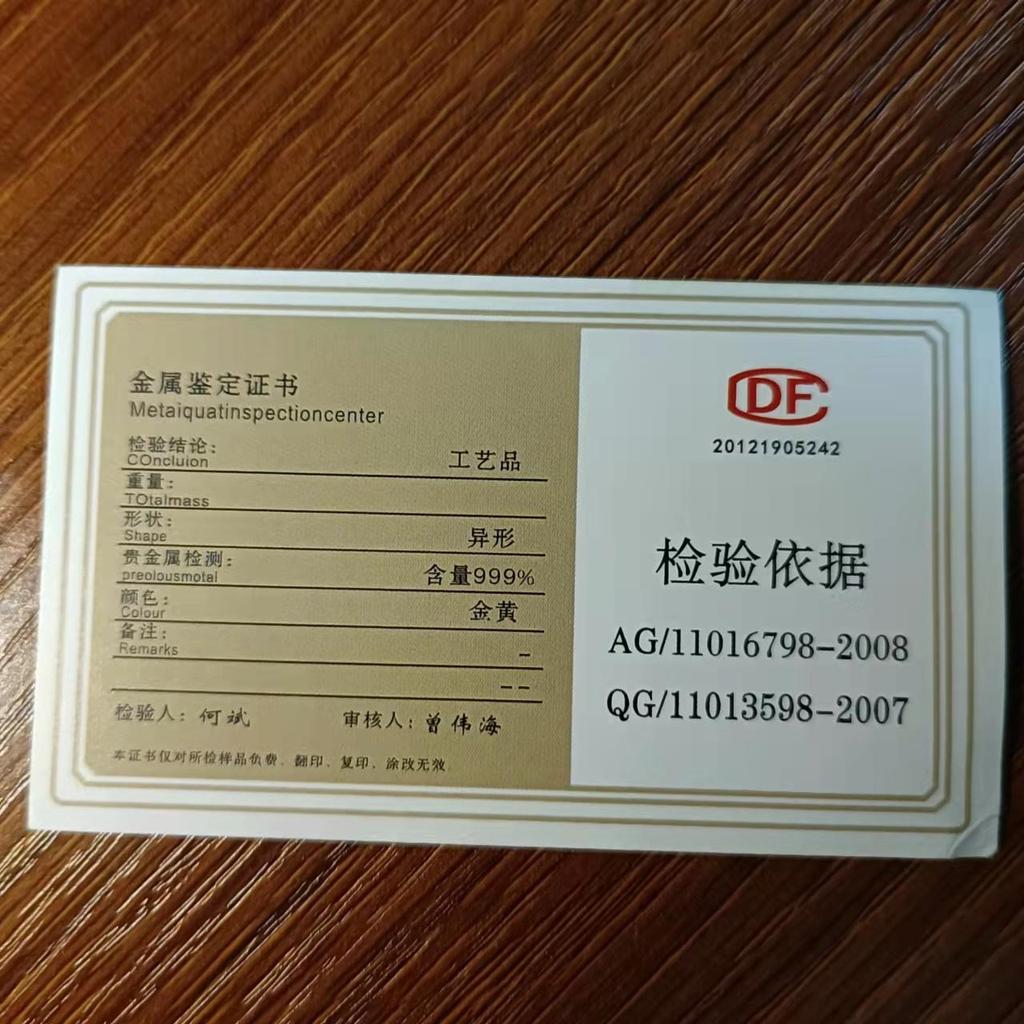 金属鉴定证书
Metaiquatinspectioncenter
检验结论：
COncluion
工艺品
重量：
TOtalmass
形状：
Shape
异形
贵金属检测：
preolousmotal
含量999%
颜色：
Colour
金黄
备注：
Remarks
–
– –
检验人：何斌
审核人：曾伟海
本证书仅对所检样品负费、翻印、复印、涂改无效
CDF
20121905242
检验依据
AG/11016798-2008
QG/11013598-2007